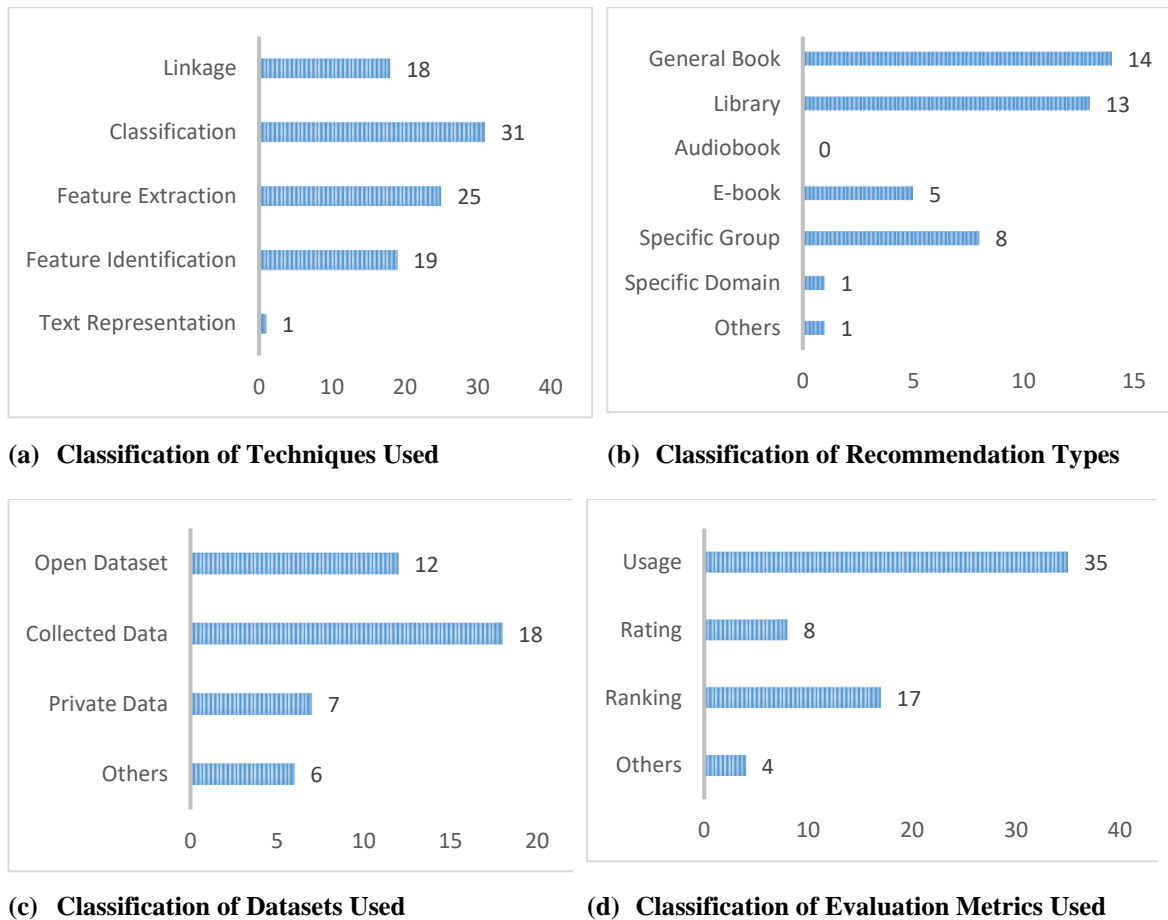 Linkage 18
Classification 31
Feature Extraction 25
Feature Identification 19
Text Representation 1
0 10 20 30 40
(a) Classification of Techniques Used
General Book 14
Library 13
Audiobook 0
E-book 5
Specific Group 8
Specific Domain 1
Others 1
0 5 10 15
(b) Classification of Recommendation Types
Open Dataset 12
Collected Data 18
Private Data 7
Others 6
0 5 10 15 20
(c) Classification of Datasets Used
Usage 35
Rating 8
Ranking 17
Others 4
0 10 20 30 40
(d) Classification of Evaluation Metrics Used